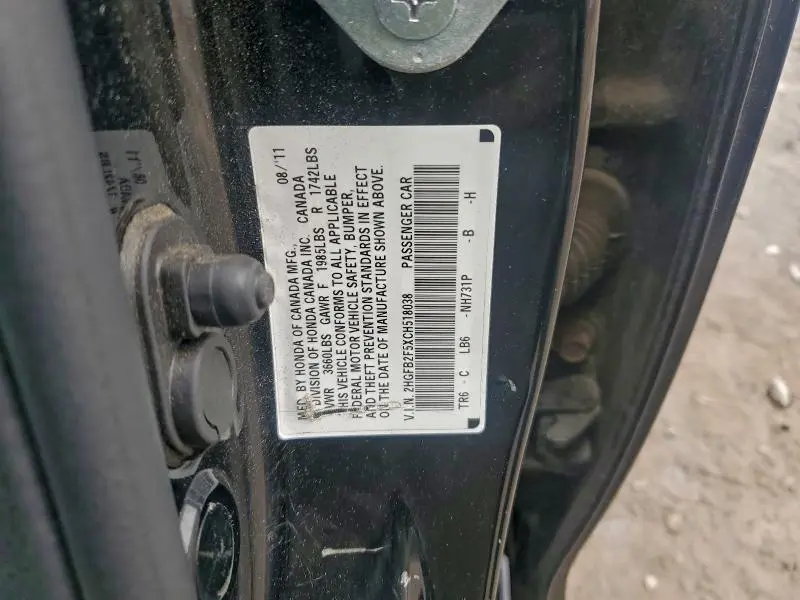 MFD. BY HONDA OF CANADA MFG., 08/'11
DIVISION OF HONDA CANADA INC. CANADA
GVWR 3660LBS GAWR F 1985LBS R 1742LBS
THIS VEHICLE CONFORMS TO ALL APPLICABLE
FEDERAL MOTOR VEHICLE SAFETY, BUMPER,
AND THEFT PREVENTION STANDARDS IN EFFECT
ON THE DATE OF MANUFACTURE SHOWN ABOVE.
V.I.N. 2HGFB2F5XCH518038 PASSENGER CAR
TR6 - C LB6 -NH731P -B -H